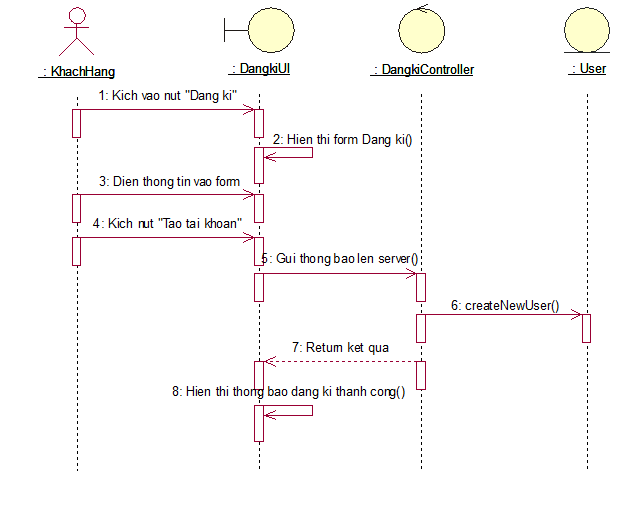 : KhachHang
: DangkiUI
: DangkiController
: User
1: Kich vao nut "Dang ki"
2: Hien thi form Dang ki()
3: Dien thong tin vao form
4: Kich nut "Tao tai khoan"
5: Gui thong bao len server()
6: createNewUser()
7: Return ket qua
8: Hien thi thong bao dang ki thanh cong()